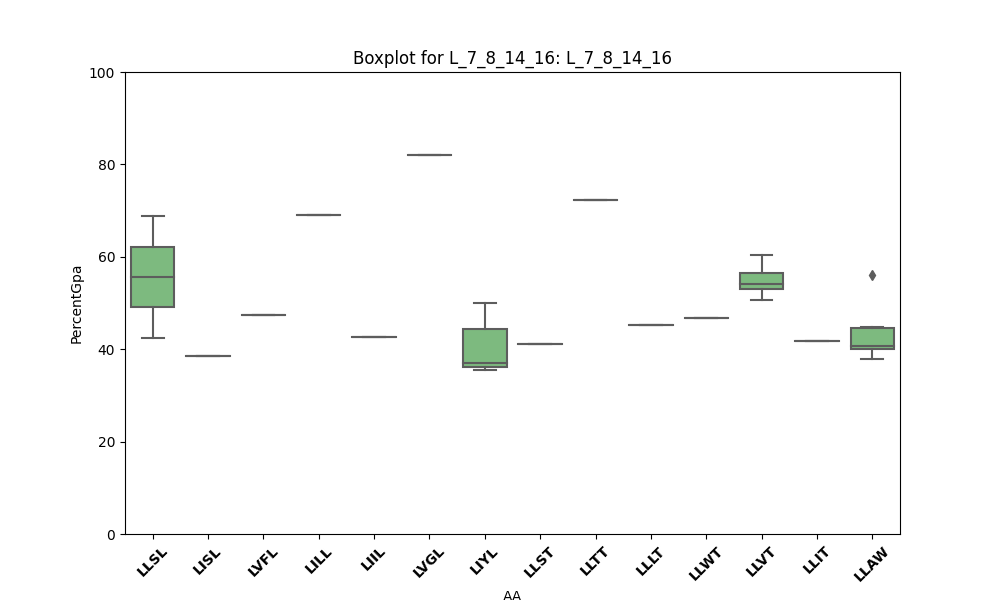 Boxplot for L_7_8_14_16: L_7_8_14_16
PercentGpa
100
80
60
40
20
0
LLSL
LISL
LVFL
LILL
LIIL
LVGL
LIYL
LLST
LLTT
LLLT
LLWT
LLVT
LLIT
LLAW
AA